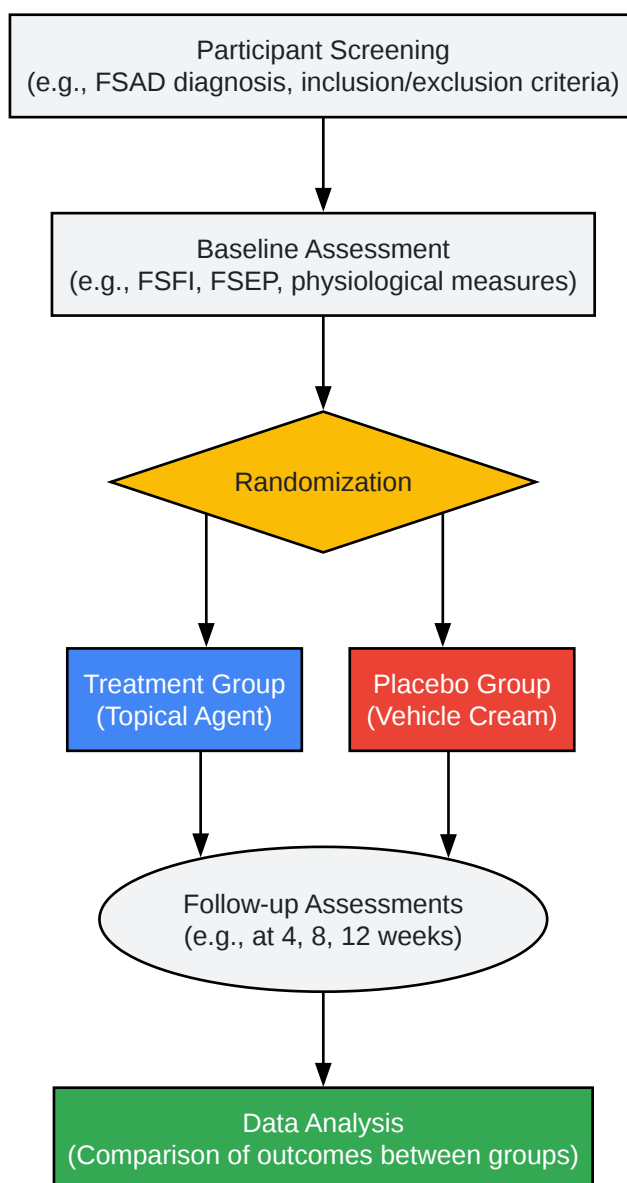 Participant Screening
(e.g., FSAD diagnosis, inclusion/exclusion criteria)
Baseline Assessment
(e.g., FSFI, FSEP, physiological measures)
Randomization
Treatment Group
(Topical Agent)
Placebo Group
(Vehicle Cream)
Follow-up Assessments
(e.g., at 4, 8, 12 weeks)
Data Analysis
(Comparison of outcomes between groups)